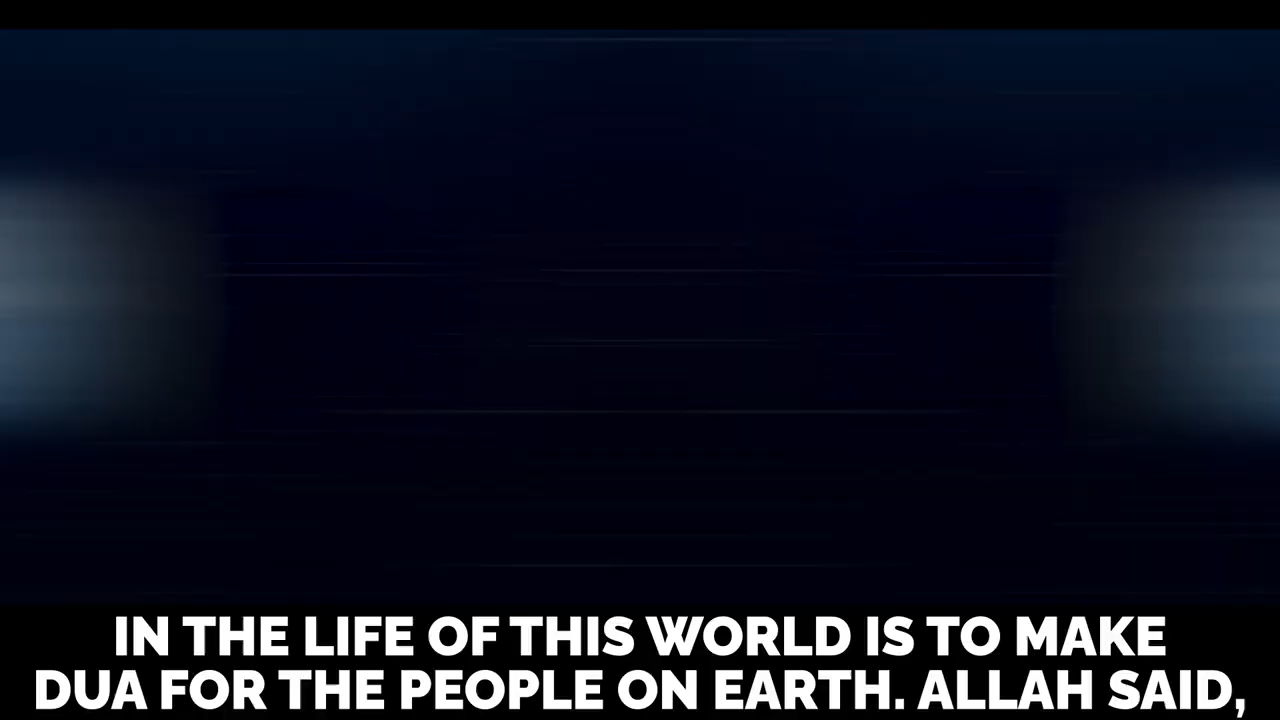 IN THE LIFE OF THIS WORLD IS TO MAKE
DUA FOR THE PEOPLE ON EARTH. ALLAH SAID,